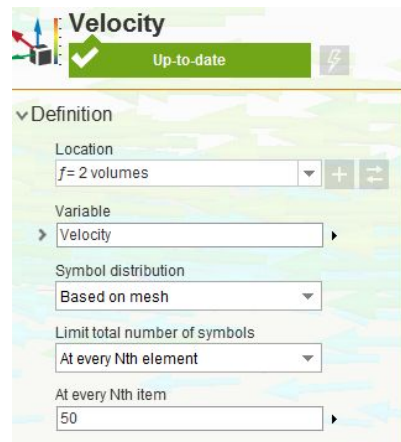 Velocity
Up-to-date
Definition
Location
ƒ= 2 volumes
Variable
Velocity
Symbol distribution
Based on mesh
Limit total number of symbols
At every Nth element
At every Nth item
50